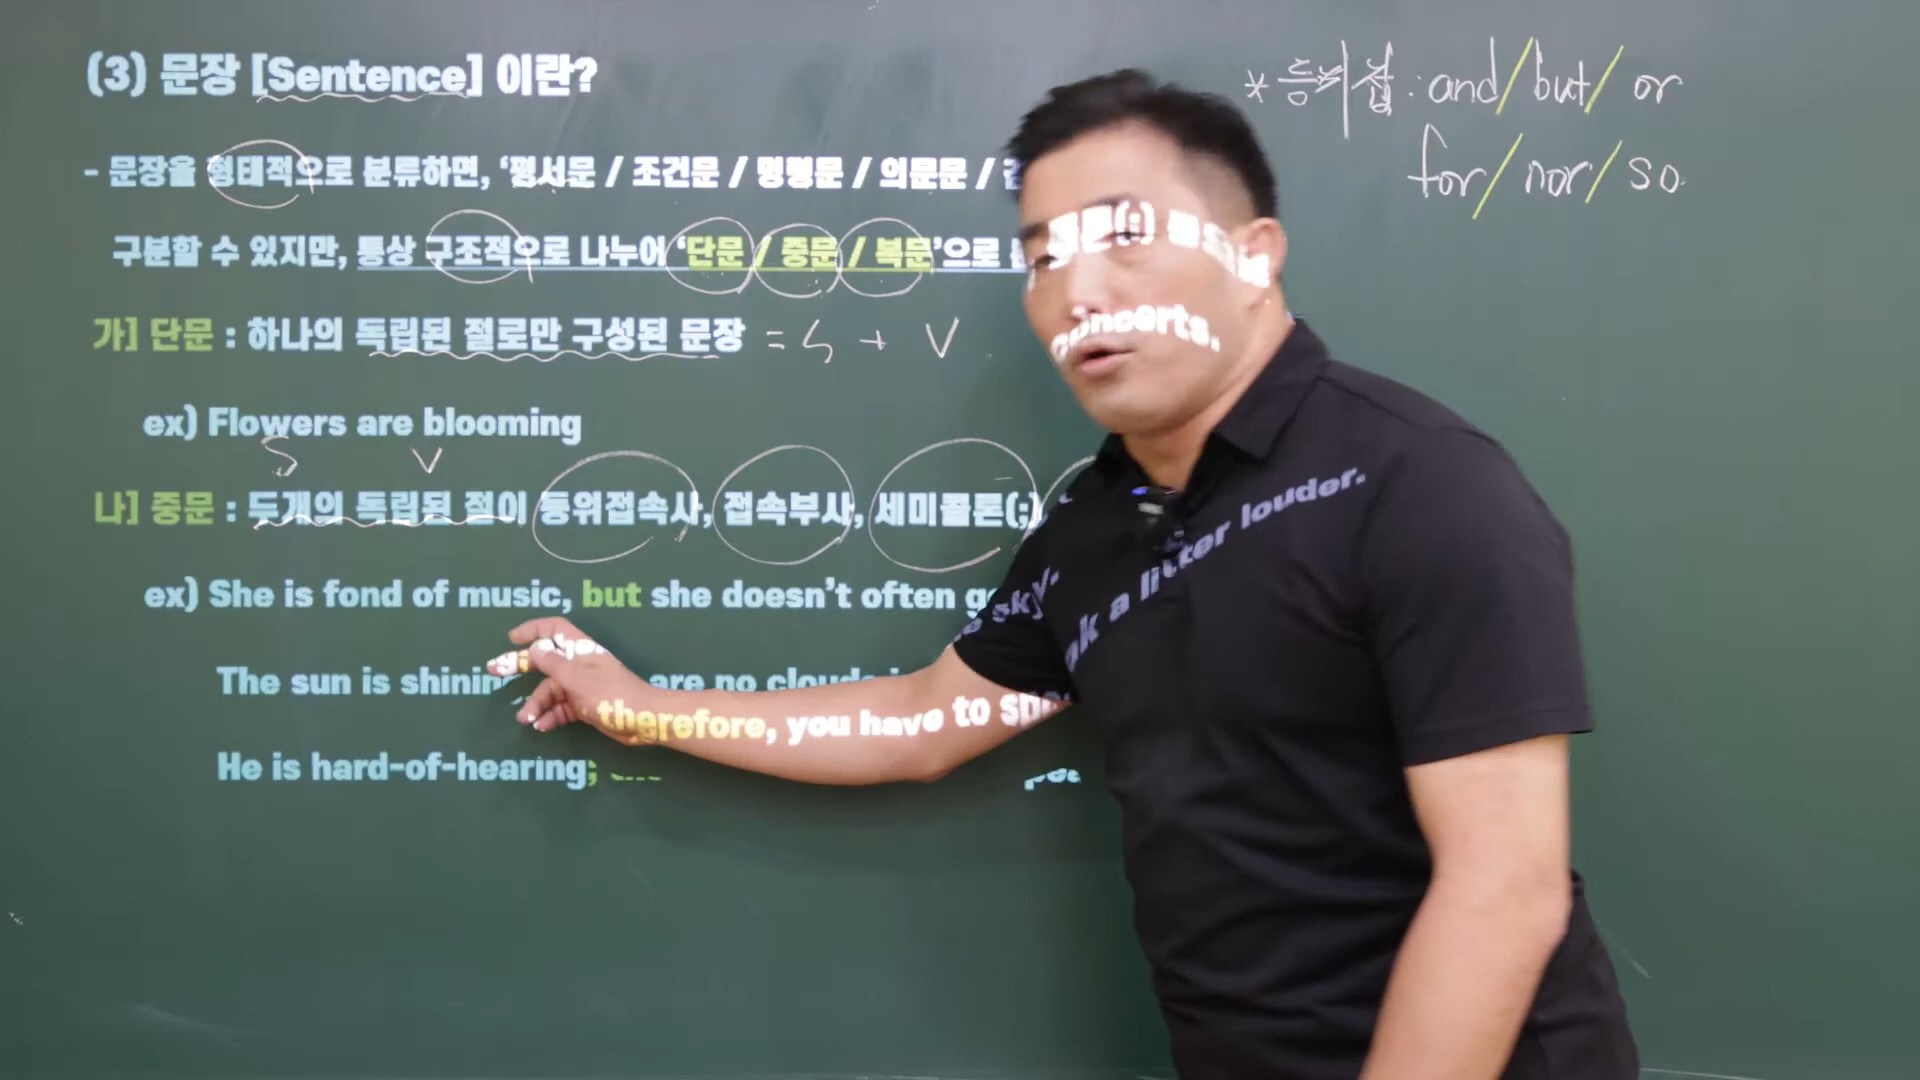 (3) 문장 [Sentence] 이란?
* 등위접 : and / but / or
for / nor / so.
- 문장을 형태적으로 분류하면, ‘평서문 / 조건문 / 명령문 / 의문문 /
구분할 수 있지만, 통상 구조적으로 나누어 ‘단문 / 중문 / 복문’으로
가] 단문 : 하나의 독립된 절로만 구성된 문장 = S + V
ex) Flowers are blooming
S V
나] 중문 : 두개의 독립된 절이 등위접속사, 접속부사, 세미콜론(;)
ex) She is fond of music, but she doesn’t often concerts.
The sun is are no clouds sky.
He is hard-of-hearing; therefore, you have to a litter louder.